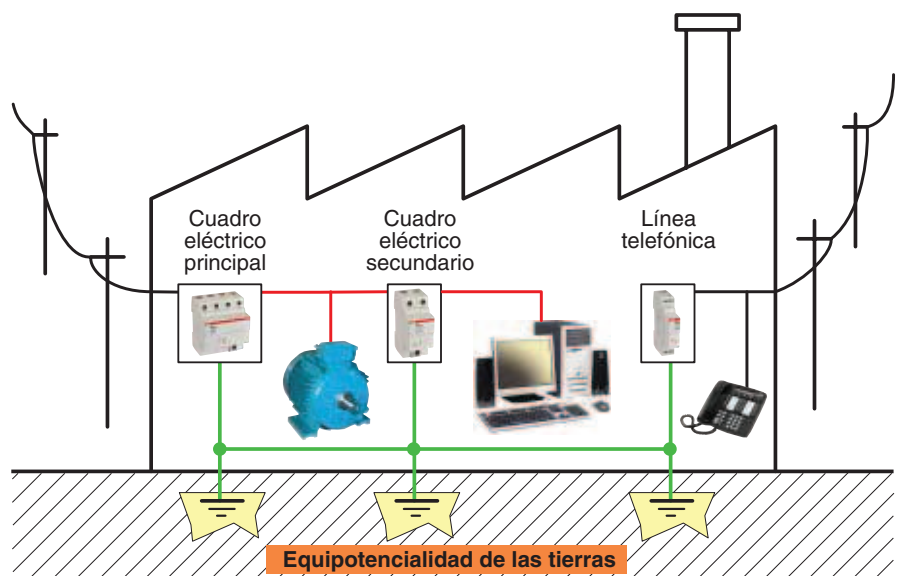 Cuadro
eléctrico
principal
Cuadro
eléctrico
secundario
Línea
telefónica
Equipotencialidad de las tierras